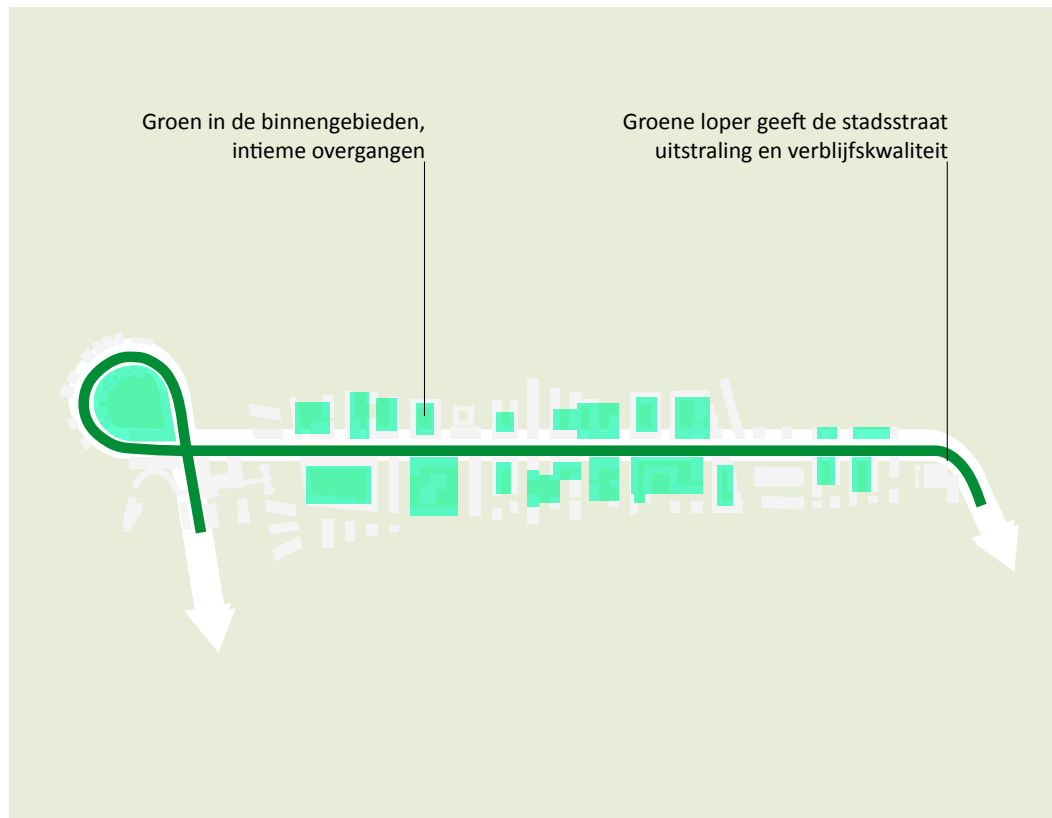 Groen in de binnengebieden,
intieme overgangen
Groene loper geeft de stadsstraat
uitstraling en verblijfskwaliteit